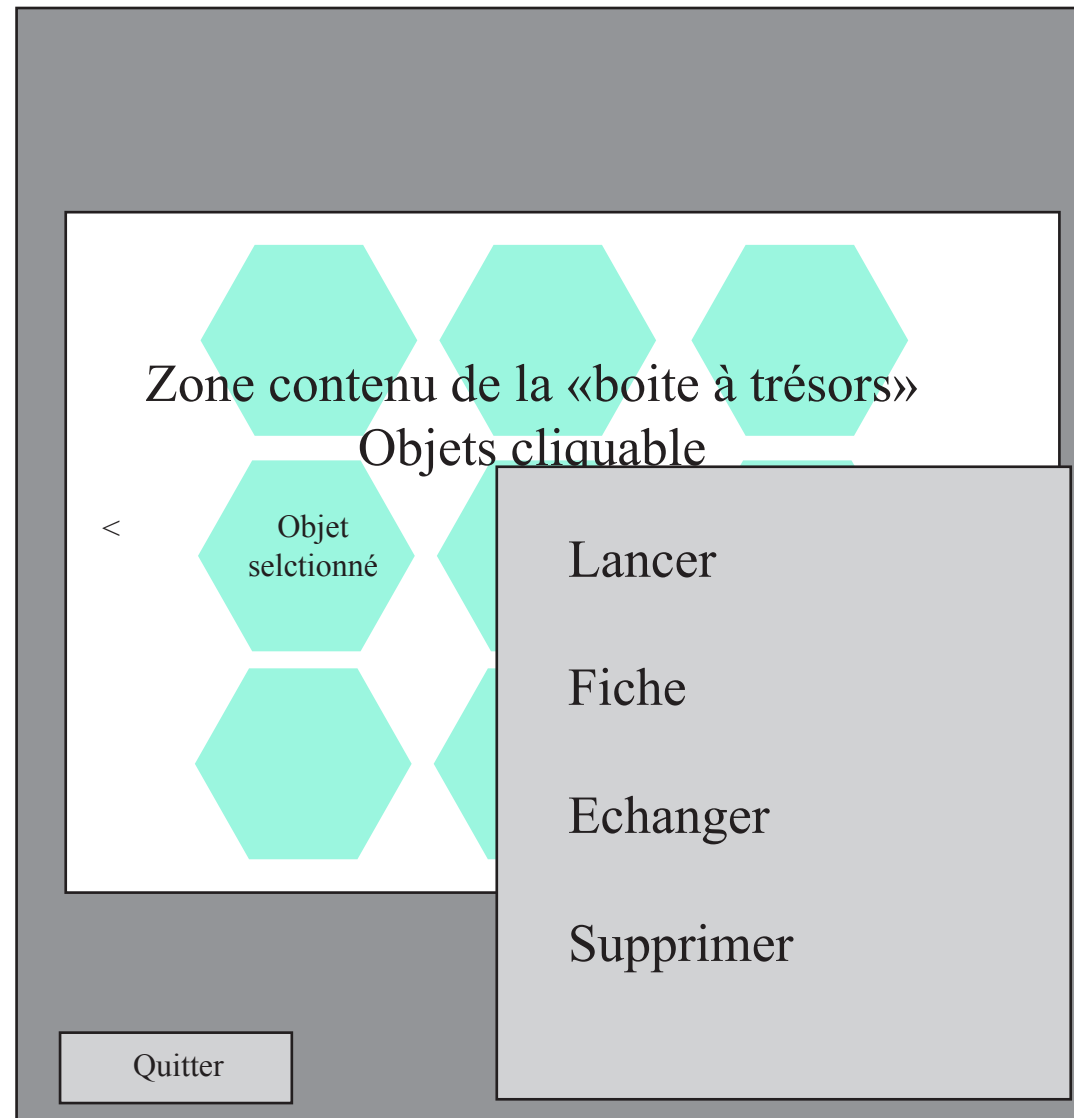 Zone contenu de la «boite à trésors»
Objets cliquable
<
Objet
selctionné
Lancer
Fiche
Echanger
Supprimer
Quitter